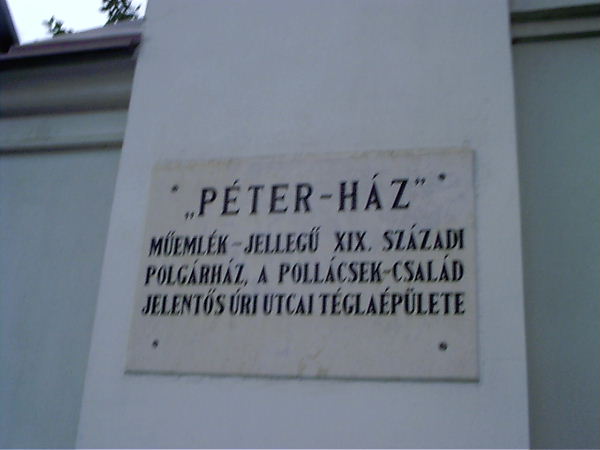 „PÉTER-HÁZ”
MŰEMLÉK-JELLEGŰ XIX. SZÁZADI
POLGÁRHÁZ, A POLLÁCSEK-CSALÁD
JELENTŐS ÚRI UTCAI TÉGLAÉPÜLETE